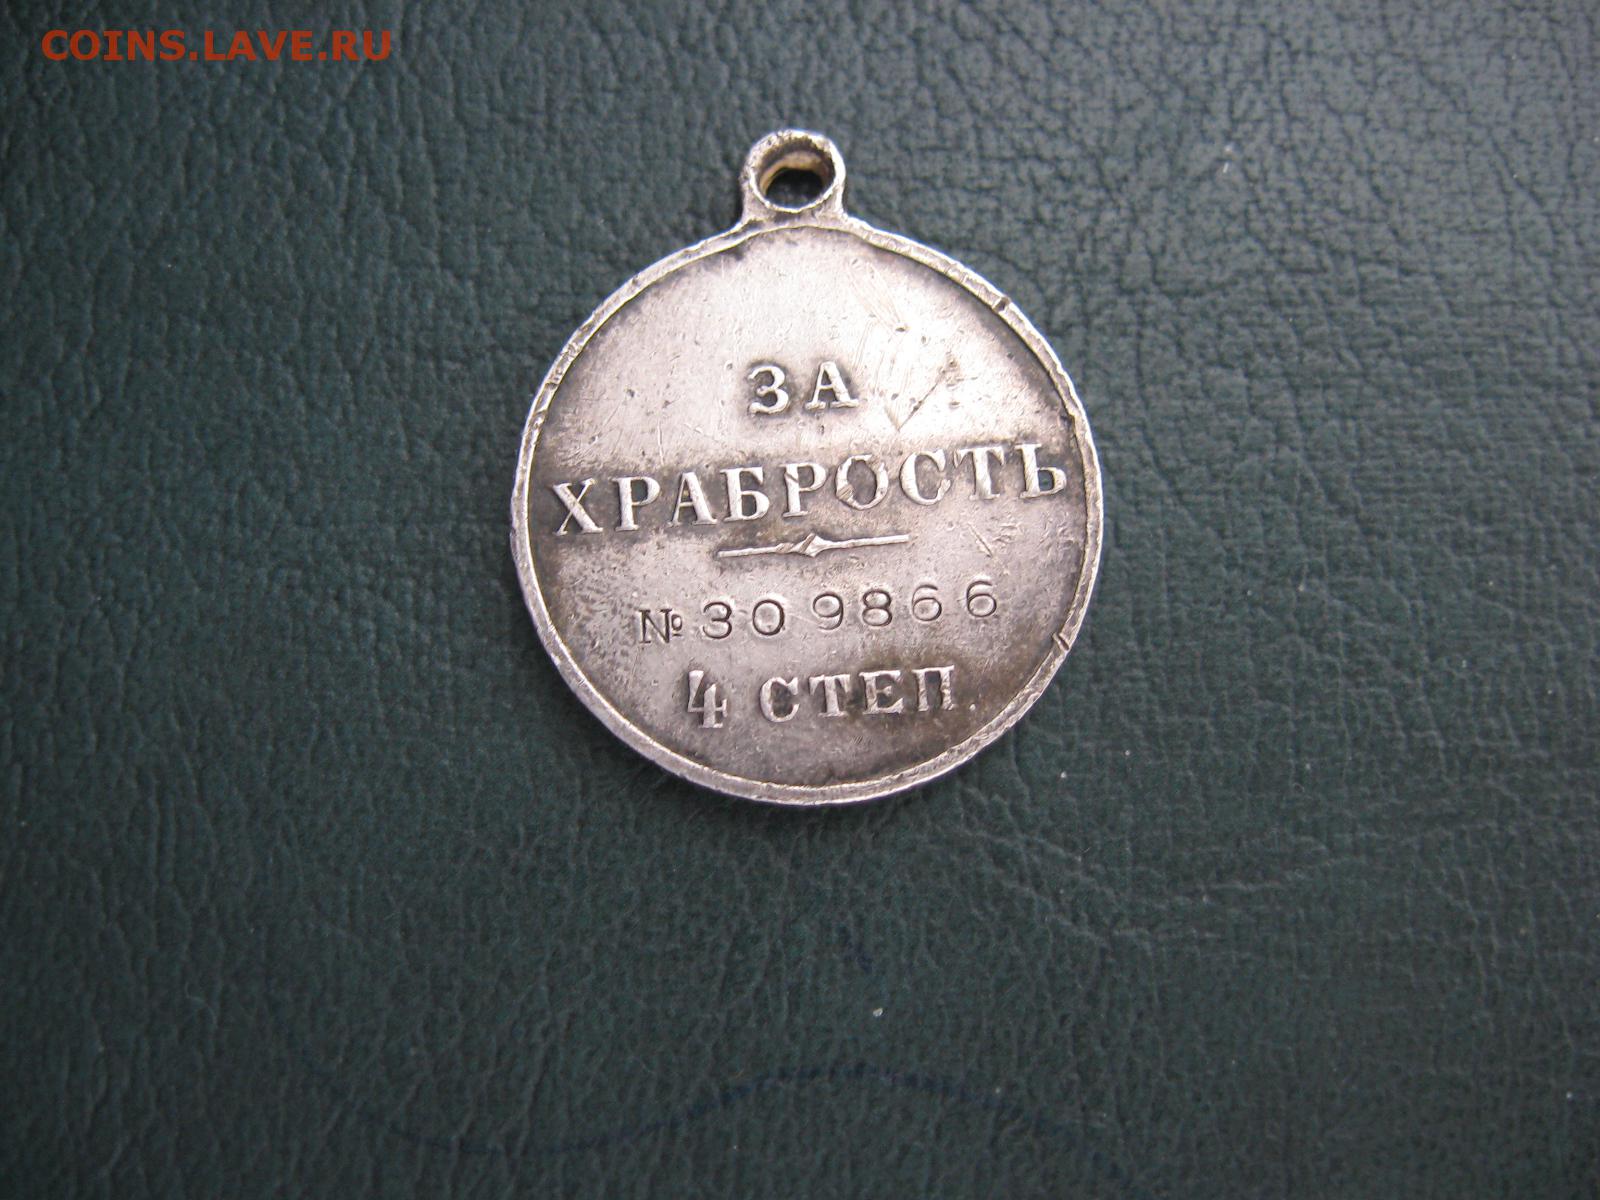 COINS.LAVE.RU
ЗА
ХРАБРОСТЬ
№ 309866
4 СТЕП.